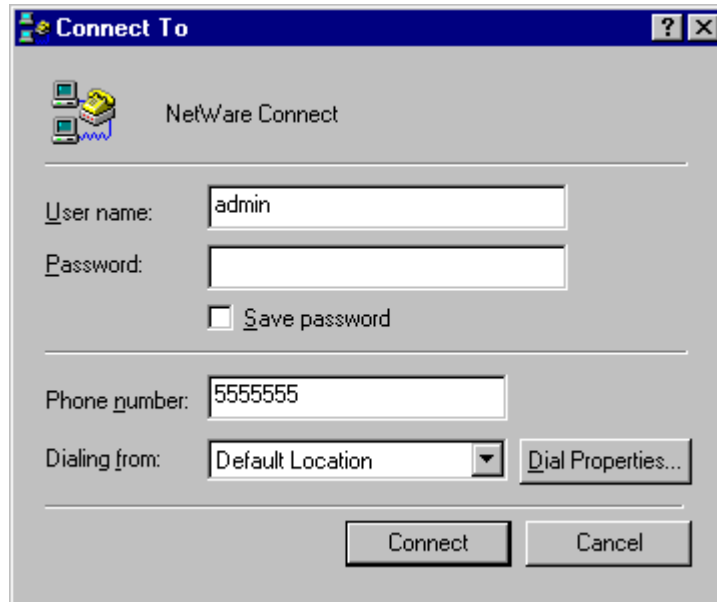 Connect To
NetWare Connect
User name: admin
Password:
Save password
Phone number: 5555555
Dialing from: Default Location Dial Properties...
Connect Cancel